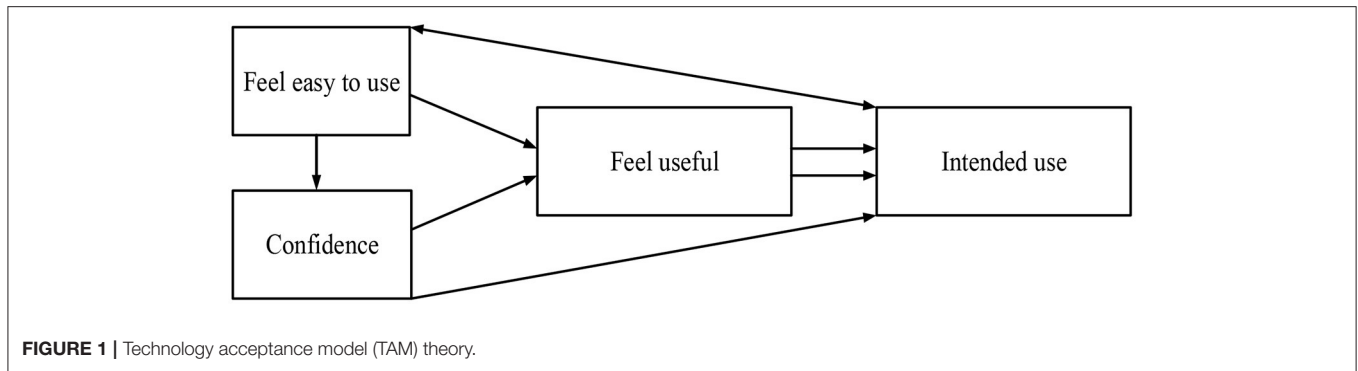 Feel easy to use
Feel useful
Intended use
Confidence
FIGURE 1 | Technology acceptance model (TAM) theory.